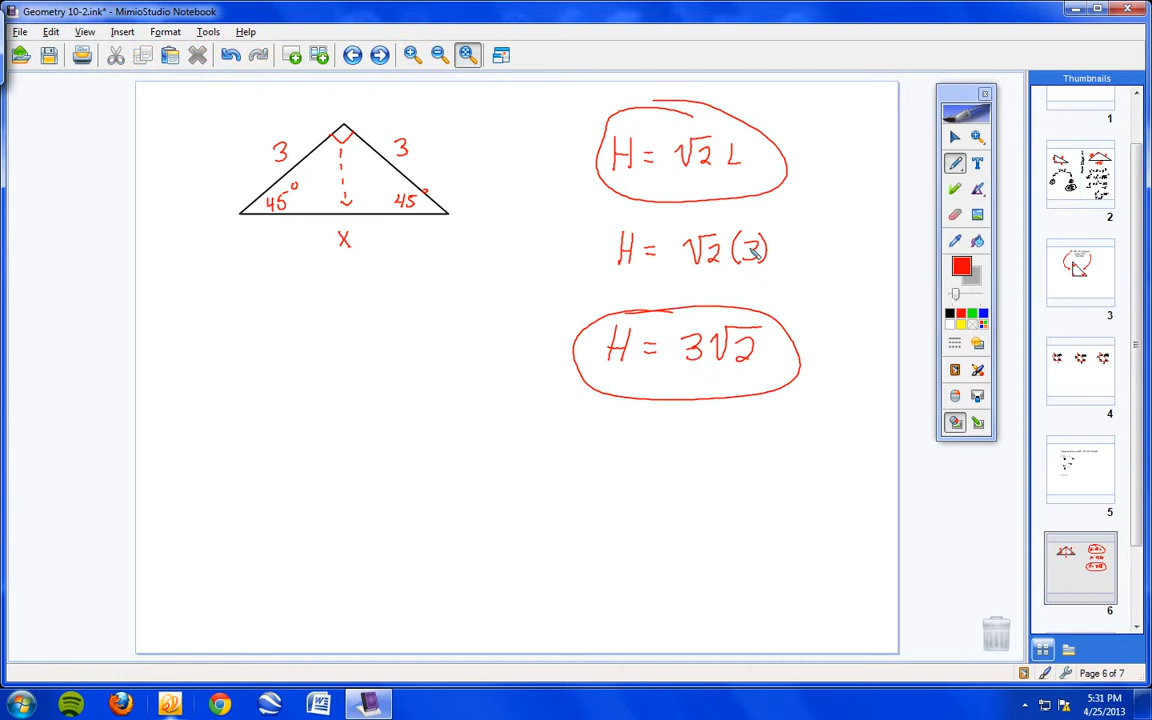 Geometry 10-2.ink* - MimioStudio Notebook
File Edit View Insert Format Tools Help
Thumbnails
3 3
45° 45°
X
H = √2 L
H = √2 (3)
H = 3√2
T
1
2
3
4
5
6
Page 6 of 7
5:31 PM
4/25/2013